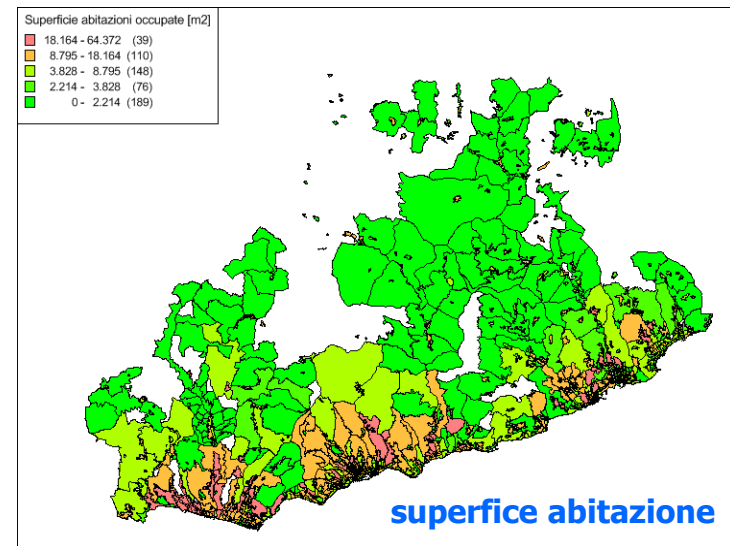 Superficie abitazioni occupate [m2]
18.164 - 64.372 (39)
8.795 - 18.164 (110)
3.828 - 8.795 (148)
2.214 - 3.828 (76)
0 - 2.214 (189)
superfice abitazione